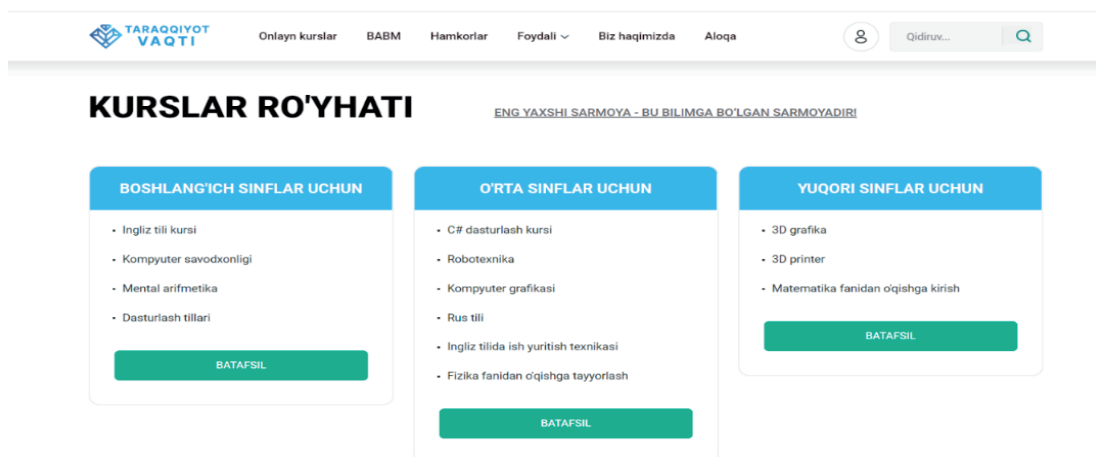 TARAQQIYOT
VAQTI
Onlayn kurslar BABM Hamkorlar Foydali Biz haqimizda Aloqa
Qidiruv...
KURSLAR RO'YHATI
ENG YAXSHI SARMOYA - BU BILIMGA BO'LGAN SARMOYADIR!
BOSHLANG'ICH SINFLAR UCHUN
- Ingliz tili kursi
- Kompyuter savodxonligi
- Mental arifmetika
- Dasturlash tillari
BATAFSIL
O'RTA SINFLAR UCHUN
- C# dasturlash kursi
- Robotexnika
- Kompyuter grafikasi
- Rus tili
- Ingliz tilida ish yuritish texnikasi
- Fizika fanidan o'qishga tayyorlash
BATAFSIL
YUQORI SINFLAR UCHUN
- 3D grafika
- 3D printer
- Matematika fanidan o'qishga kirish
BATAFSIL